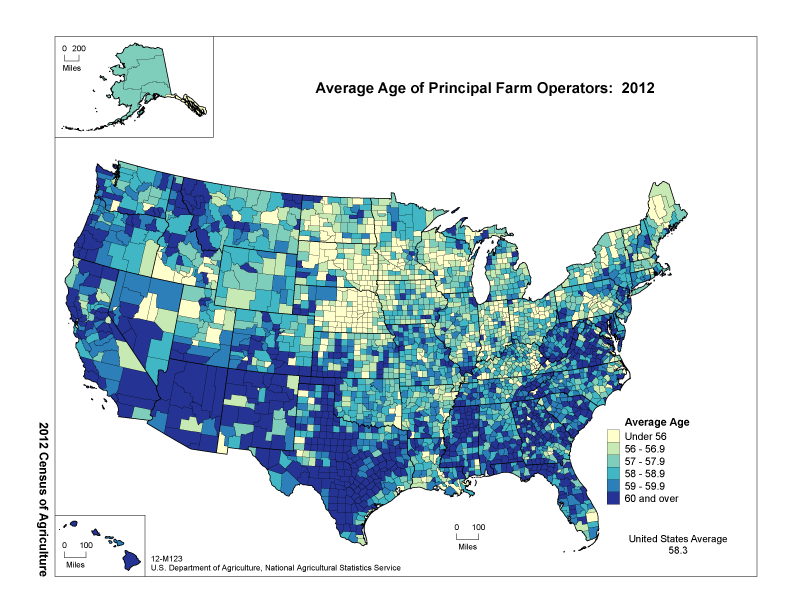 0 200
Miles
Average Age of Principal Farm Operators: 2012
Average Age
Under 56
56 - 56.9
57 - 57.9
58 - 58.9
59 - 59.9
60 and over
2012 Census of Agriculture
0 100
Miles
0 100
Miles
United States Average
58.3
12-M123
U.S. Department of Agriculture, National Agricultural Statistics Service